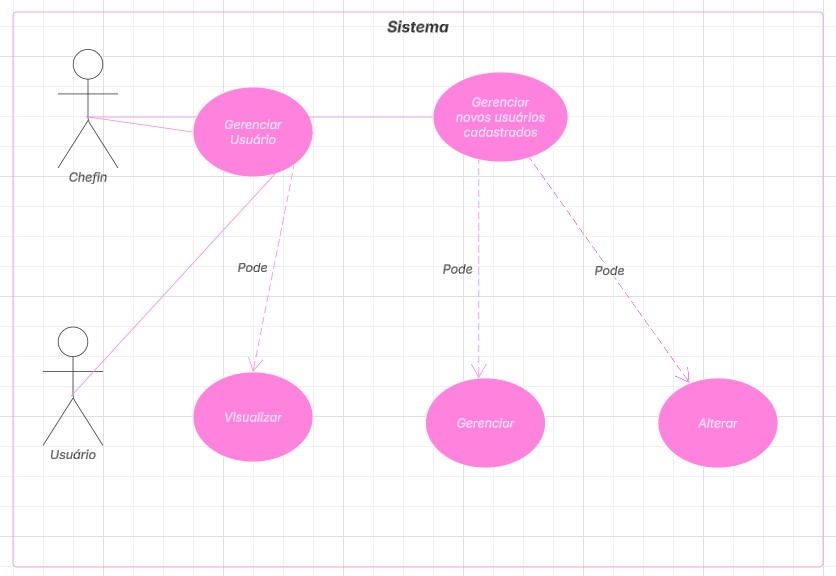 Sistema
Gerenciar
Usuário
Gerenciar
novos usuários
cadastrados
Chefin
Pode
Pode
Pode
Visualizar
Gerenciar
Alterar
Usuário